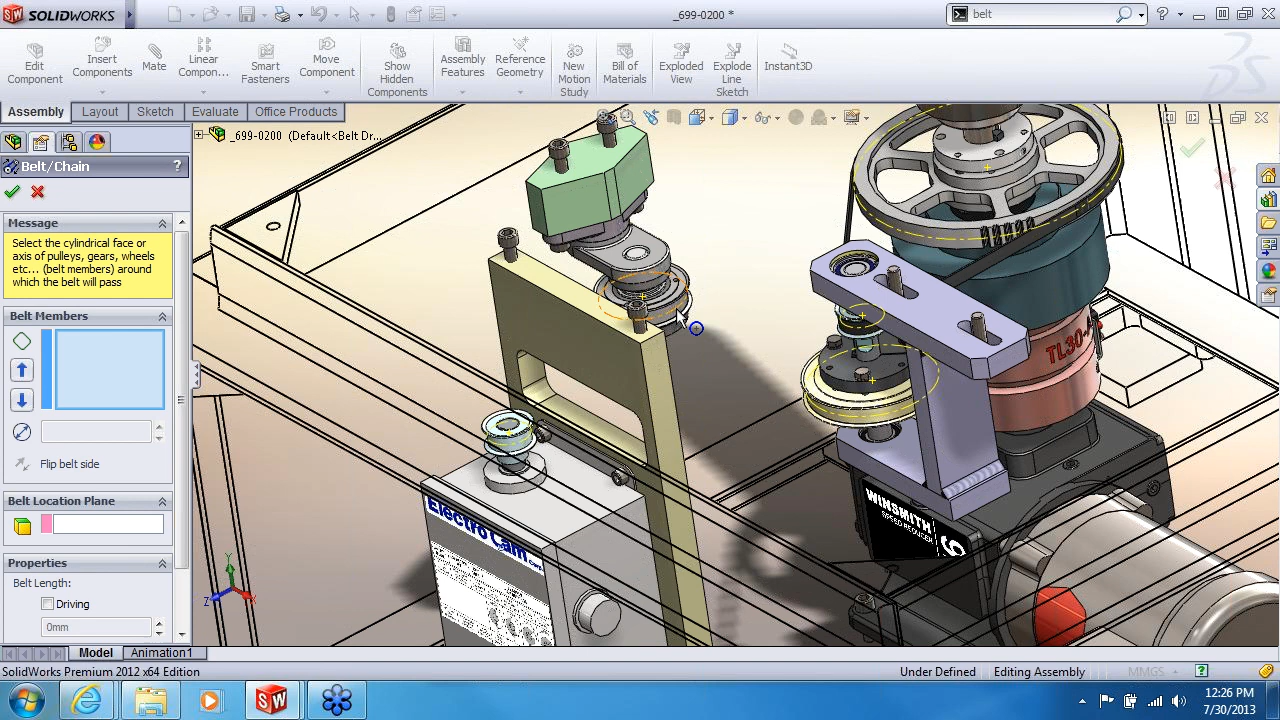 SOLIDWORKS
_699-0200 *
belt
?
Edit Component
Insert Components
Mate
Linear Compon...
Smart Fasteners
Move Component
Show Hidden Components
Assembly Features
Reference Geometry
New Motion Study
Bill of Materials
Exploded View
Explode Line Sketch
Instant3D
Assembly
Layout
Sketch
Evaluate
Office Products
_699-0200 (Default<Belt Dr...
Belt/Chain
?
Message
Select the cylindrical face or
axis of pulleys, gears, wheels
etc... (belt members) around
which the belt will pass
Belt Members
Flip belt side
Belt Location Plane
Properties
Belt Length:
Driving
0mm
TL30-A
WINSMITH
SPEED REDUCER
Electro Cam
Y
Z
X
Model
Animation1
SolidWorks Premium 2012 x64 Edition
Under Defined
Editing Assembly
MMGS
?
12:26 PM
7/30/2013